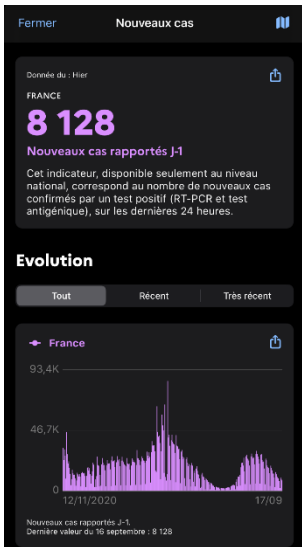 Fermer
Nouveaux cas
Donnée du : Hier
FRANCE
8 128
Nouveaux cas rapportés J-1
Cet indicateur, disponible seulement au niveau
national, correspond au nombre de nouveaux cas
confirmés par un test positif (RT-PCR et test
antigénique), sur les dernières 24 heures.
Evolution
Tout
Récent
Très récent
France
93,4K
46,7K
0
12/11/2020
17/09
Nouveaux cas rapportés J-1.
Dernière valeur du 16 septembre : 8 128